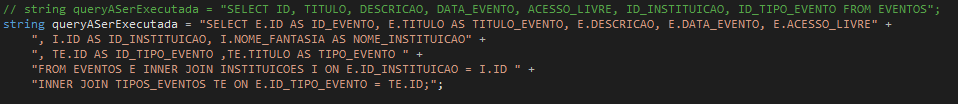 // string queryASerExecutada = "SELECT ID, TITULO, DESCRICAO, DATA_EVENTO, ACESSO_LIVRE, ID_INSTITUICAO, ID_TIPO_EVENTO FROM EVENTOS";
string queryASerExecutada = "SELECT E.ID AS ID_EVENTO, E.TITULO AS TITULO_EVENTO, E.DESCRICAO, E.DATA_EVENTO, E.ACESSO_LIVRE" +
", I.ID AS ID_INSTITUICAO, I.NOME_FANTASIA AS NOME_INSTITUICAO" +
", TE.ID AS ID_TIPO_EVENTO ,TE.TITULO AS TIPO_EVENTO " +
"FROM EVENTOS E INNER JOIN INSTITUICOES I ON E.ID_INSTITUICAO = I.ID " +
"INNER JOIN TIPOS_EVENTOS TE ON E.ID_TIPO_EVENTO = TE.ID;";